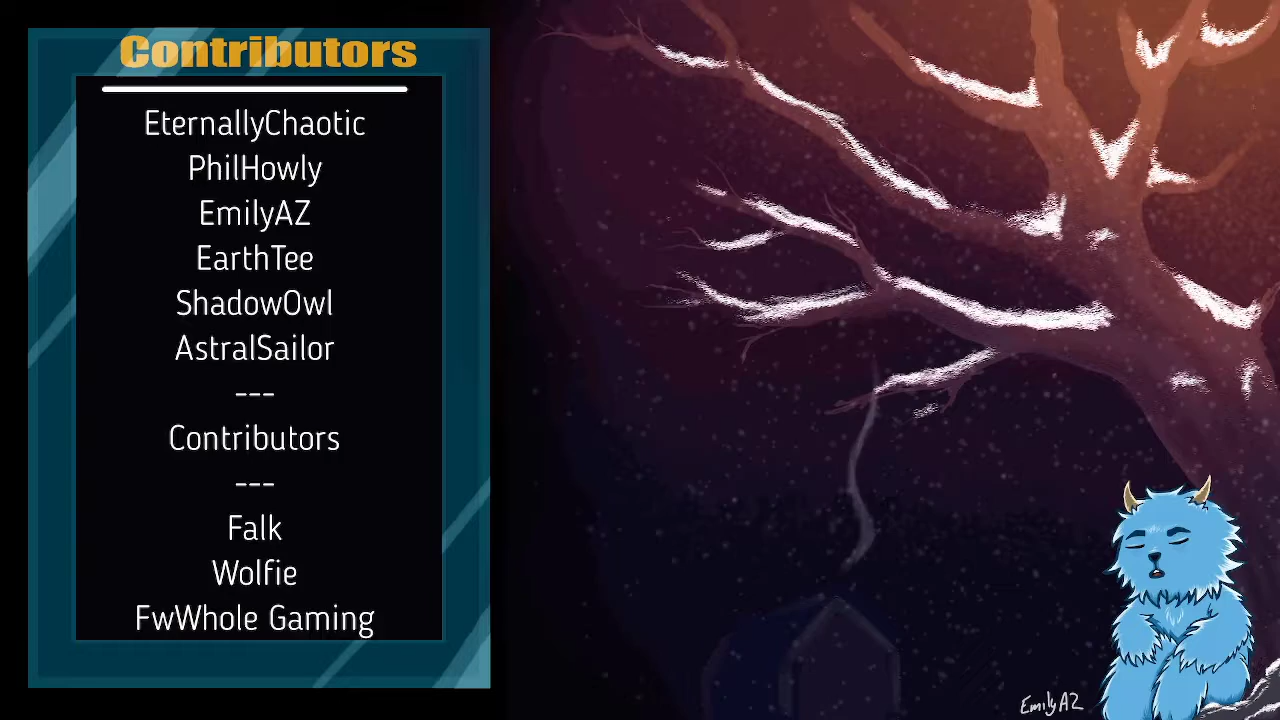 Contributors
EternallyChaotic
PhilHowly
EmilyAZ
EarthTee
ShadowOwl
AstralSailor
---
Contributors
---
Falk
Wolfie
FwWhole Gaming
EmilyAZ